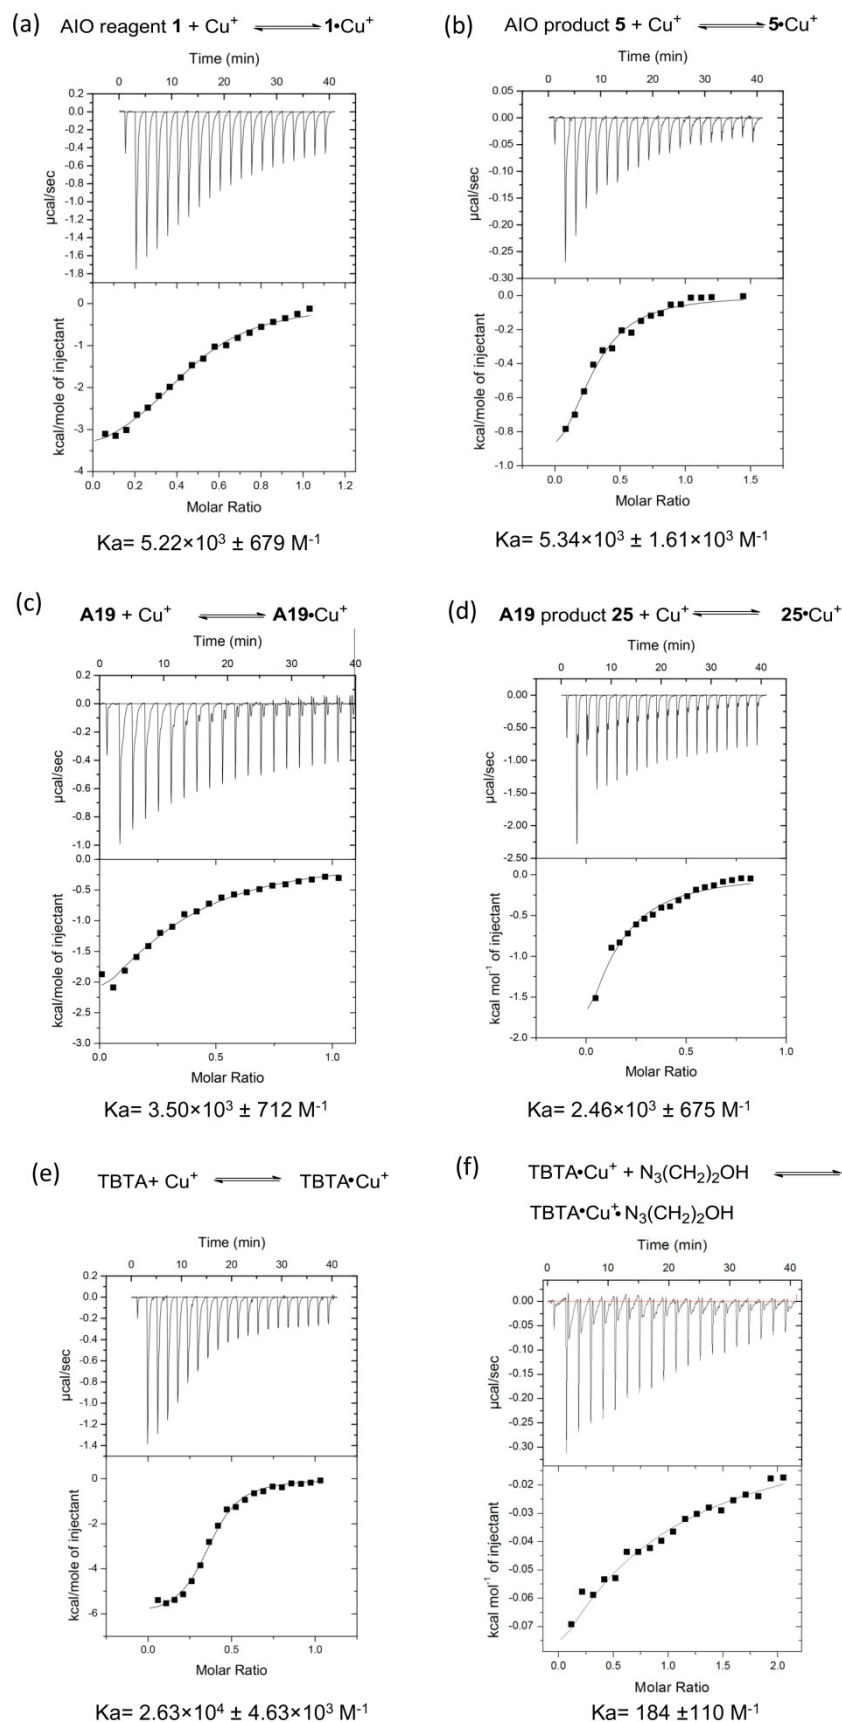 (a) AIO reagent 1 + Cu⁺ ⇌ 1•Cu⁺
Time (min)
0 10 20 30 40
0.2
0.0
-0.2
-0.4
-0.6
-0.8
-1.0
-1.2
-1.4
-1.6
-1.8
µcal/sec
0
-1
-2
-3
-4
kcal/mole of injectant
0.0 0.2 0.4 0.6 0.8 1.0 1.2
Molar Ratio
Ka= 5.22×10³ ± 679 M⁻¹
(b) AIO product 5 + Cu⁺ ⇌ 5•Cu⁺
Time (min)
0 10 20 30 40
0.05
0.00
-0.05
-0.10
-0.15
-0.20
-0.25
-0.30
µcal/sec
0.0
-0.2
-0.4
-0.6
-0.8
-1.0
kcal/mole of injectant
0.0 0.5 1.0 1.5
Molar Ratio
Ka= 5.34×10³ ± 1.61×10³ M⁻¹
(c) A19 + Cu⁺ ⇌ A19•Cu⁺
Time (min)
0 10 20 30 40
0.2
0.0
-0.2
-0.4
-0.6
-0.8
-1.0
µcal/sec
0.0
-0.5
-1.0
-1.5
-2.0
-2.5
-3.0
kcal/mole of injectant
0.0 0.5 1.0
Molar Ratio
Ka= 3.50×10³ ± 712 M⁻¹
(d) A19 product 25 + Cu⁺ ⇌ 25•Cu⁺
Time (min)
0 10 20 30 40
0.00
-0.50
-1.00
-1.50
-2.00
-2.50
µcal/sec
0.0
-0.5
-1.0
-1.5
-2.0
kcal mol⁻¹ of injectant
0.0 0.5 1.0
Molar Ratio
Ka= 2.46×10³ ± 675 M⁻¹
(e) TBTA+ Cu⁺ ⇌ TBTA•Cu⁺
Time (min)
0 10 20 30 40
0.2
0.0
-0.2
-0.4
-0.6
-0.8
-1.0
-1.2
-1.4
µcal/sec
0
-2
-4
-6
kcal/mole of injectant
0.0 0.5 1.0
Molar Ratio
Ka= 2.63×10⁴ ± 4.63×10³ M⁻¹
(f) TBTA•Cu⁺ + N₃(CH₂)₂OH ⇌
TBTA•Cu⁺•N₃(CH₂)₂OH
Time (min)
0 10 20 30 40
0.00
-0.05
-0.10
-0.15
-0.20
-0.25
-0.30
µcal/sec
-0.02
-0.03
-0.04
-0.05
-0.06
-0.07
kcal mol⁻¹ of injectant
0.0 0.5 1.0 1.5 2.0
Molar Ratio
Ka= 184 ±110 M⁻¹